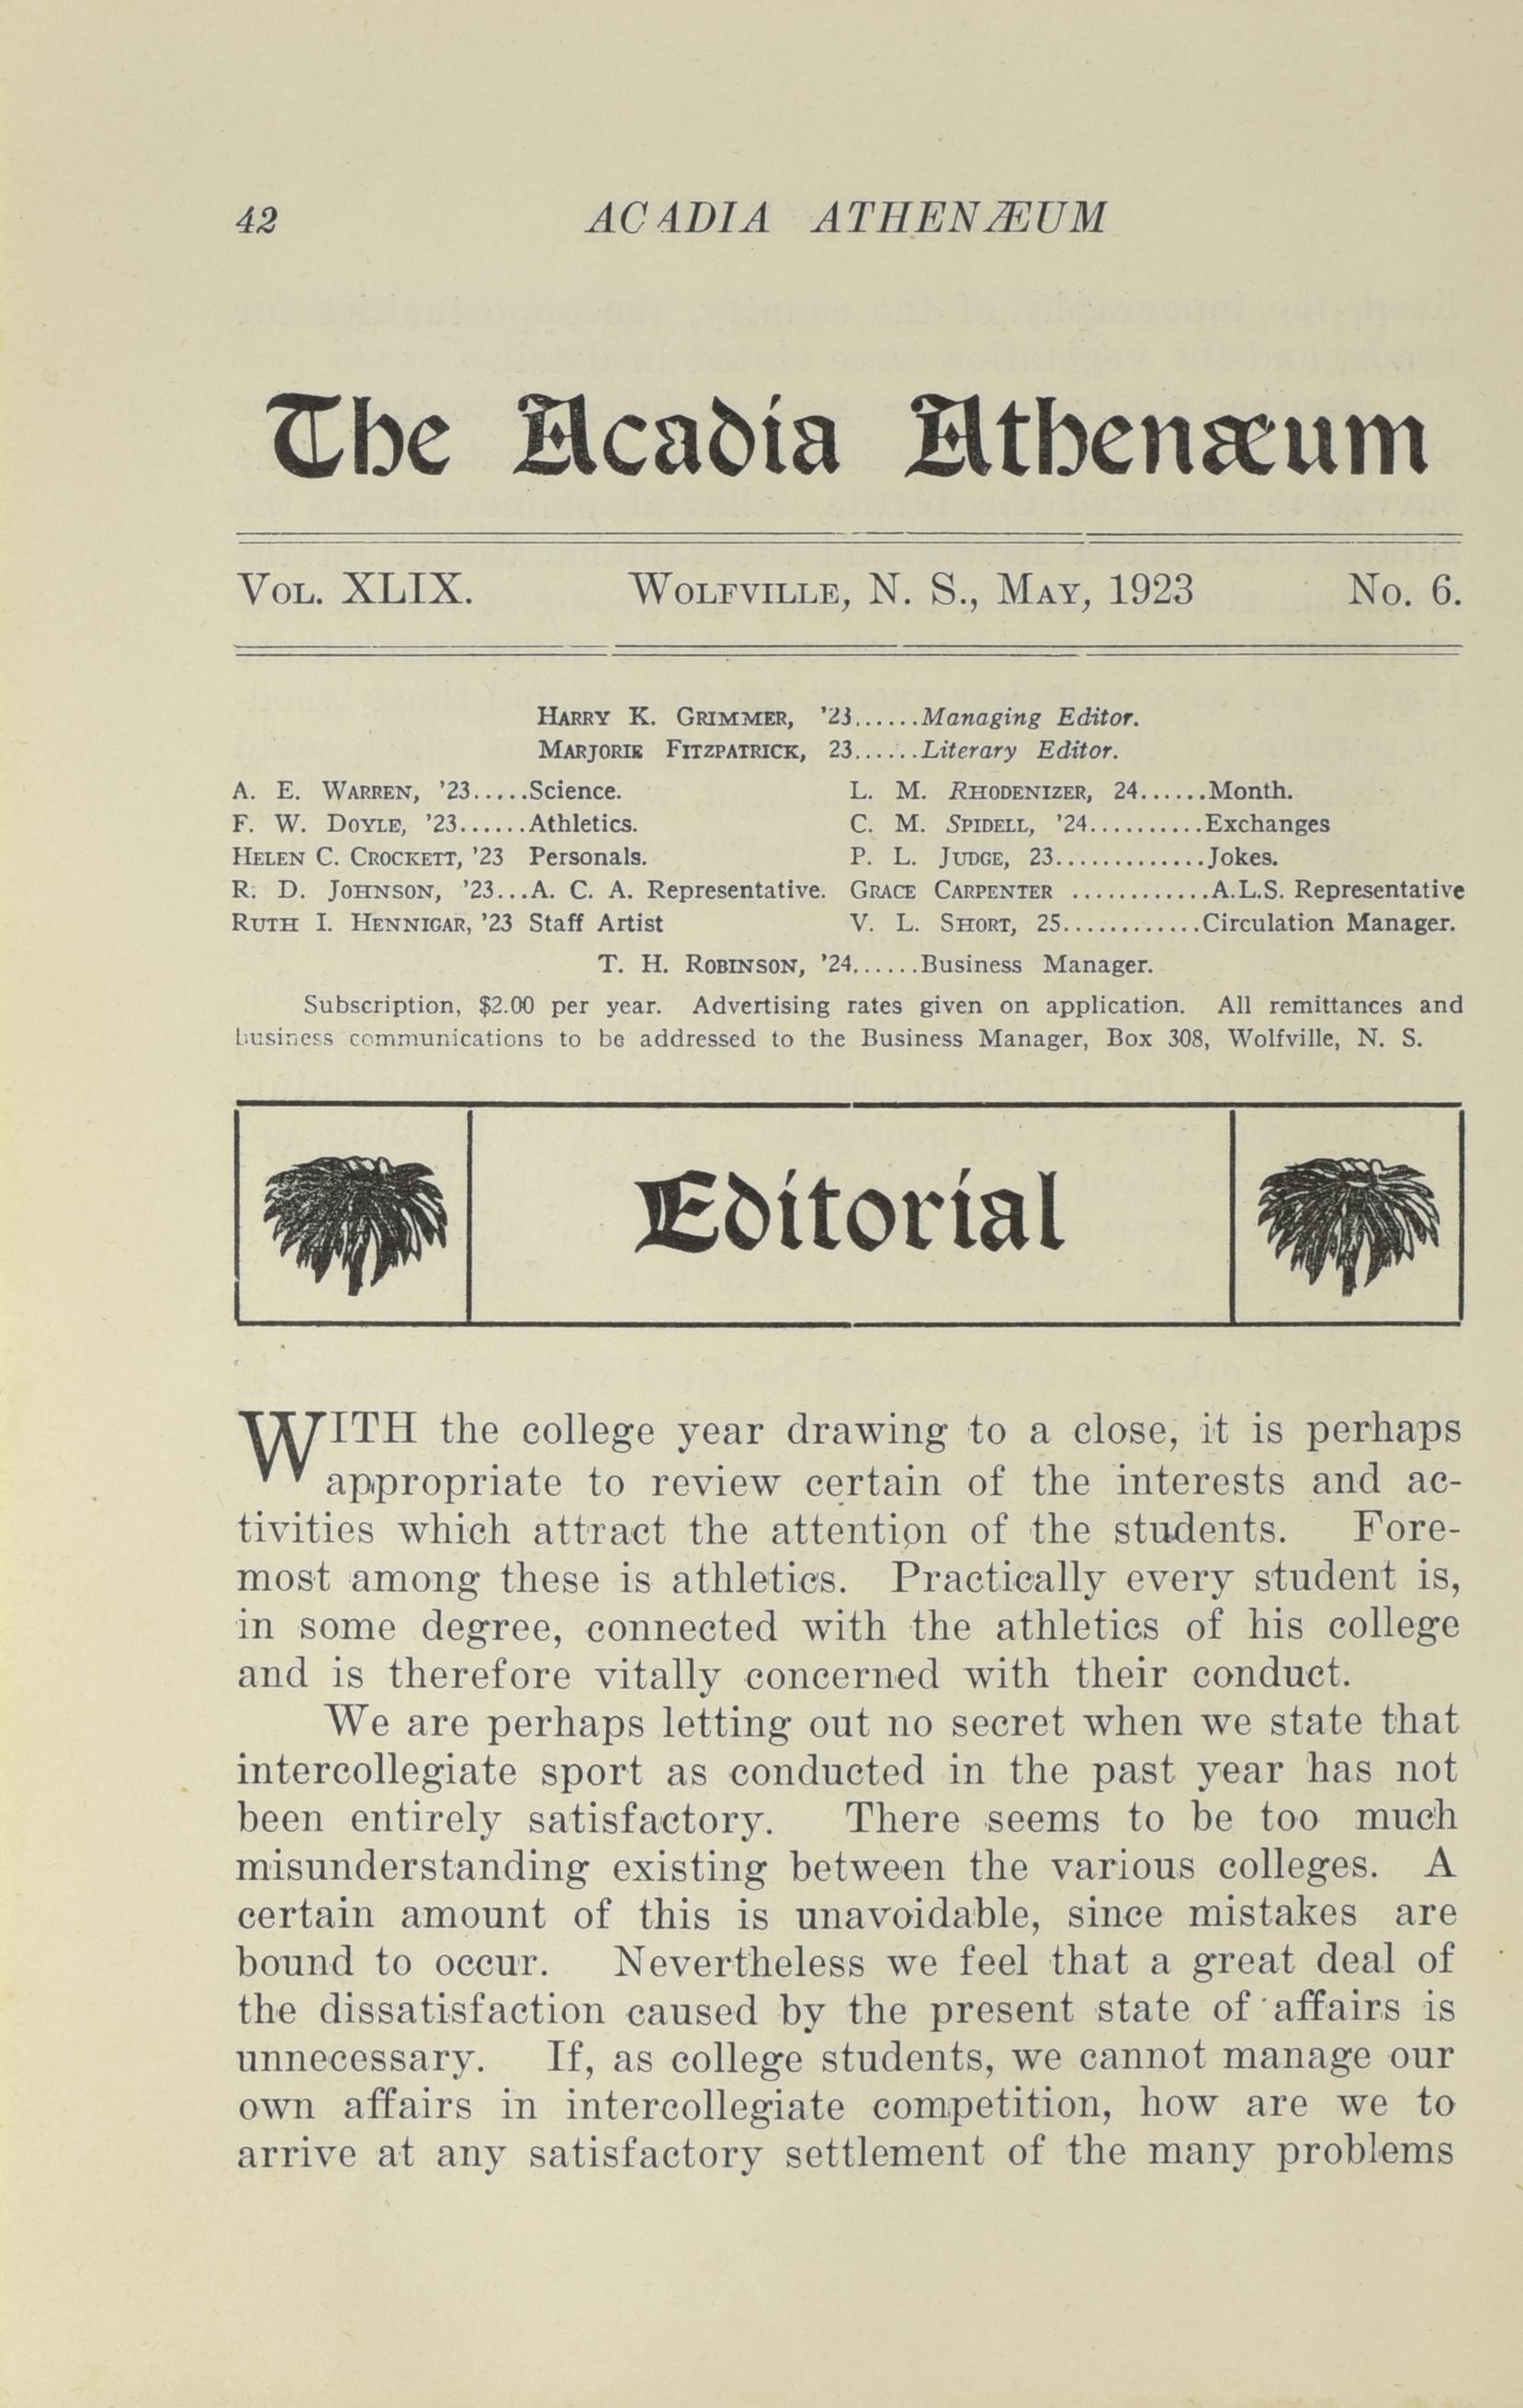 42 ACADIA ATHENÆUM
The Acadia Athenæum
VOL. XLIX. WOLFVILLE, N. S., MAY, 1923 No. 6.
HARRY K. GRIMMER, '23......Managing Editor.
MARJORIE FITZPATRICK, 23......Literary Editor.
A. E. WARREN, '23.....Science. L. M. RHODENIZER, 24......Month.
F. W. DOYLE, '23......Athletics. C. M. SPIDELL, '24..........Exchanges
HELEN C. CROCKETT, '23 Personals. P. L. JUDGE, 23.............Jokes.
R. D. JOHNSON, '23...A. C. A. Representative. GRACE CARPENTER ............A.L.S. Representative
RUTH I. HENNIGAR, '23 Staff Artist V. L. SHORT, 25............Circulation Manager.
T. H. ROBINSON, '24......Business Manager.
Subscription, $2.00 per year. Advertising rates given on application. All remittances and
business communications to be addressed to the Business Manager, Box 308, Wolfville, N. S.
Editorial
WITH the college year drawing to a close, it is perhaps
appropriate to review certain of the interests and ac-
tivities which attract the attention of the students. Fore-
most among these is athletics. Practically every student is,
in some degree, connected with the athletics of his college
and is therefore vitally concerned with their conduct.
We are perhaps letting out no secret when we state that
intercollegiate sport as conducted in the past year has not
been entirely satisfactory. There seems to be too much
misunderstanding existing between the various colleges. A
certain amount of this is unavoidable, since mistakes are
bound to occur. Nevertheless we feel that a great deal of
the dissatisfaction caused by the present state of affairs is
unnecessary. If, as college students, we cannot manage our
own affairs in intercollegiate competition, how are we to
arrive at any satisfactory settlement of the many problems